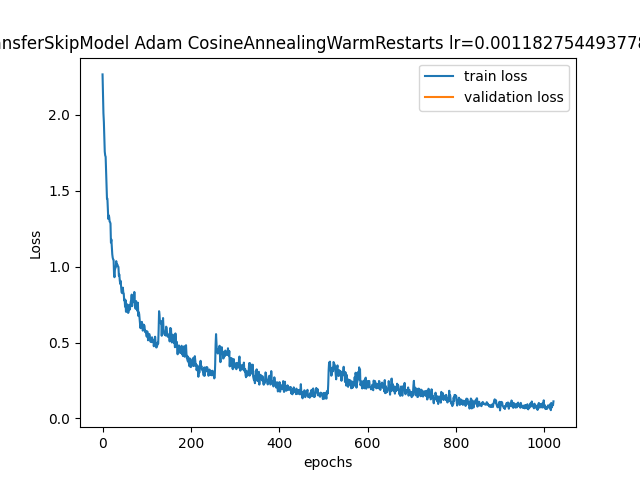 nsferSkipModel Adam CosineAnnealingWarmRestarts lr=0.001182754493778
train loss
validation loss
2.0
1.5
1.0
0.5
0.0
Loss
0 200 400 600 800 1000
epochs